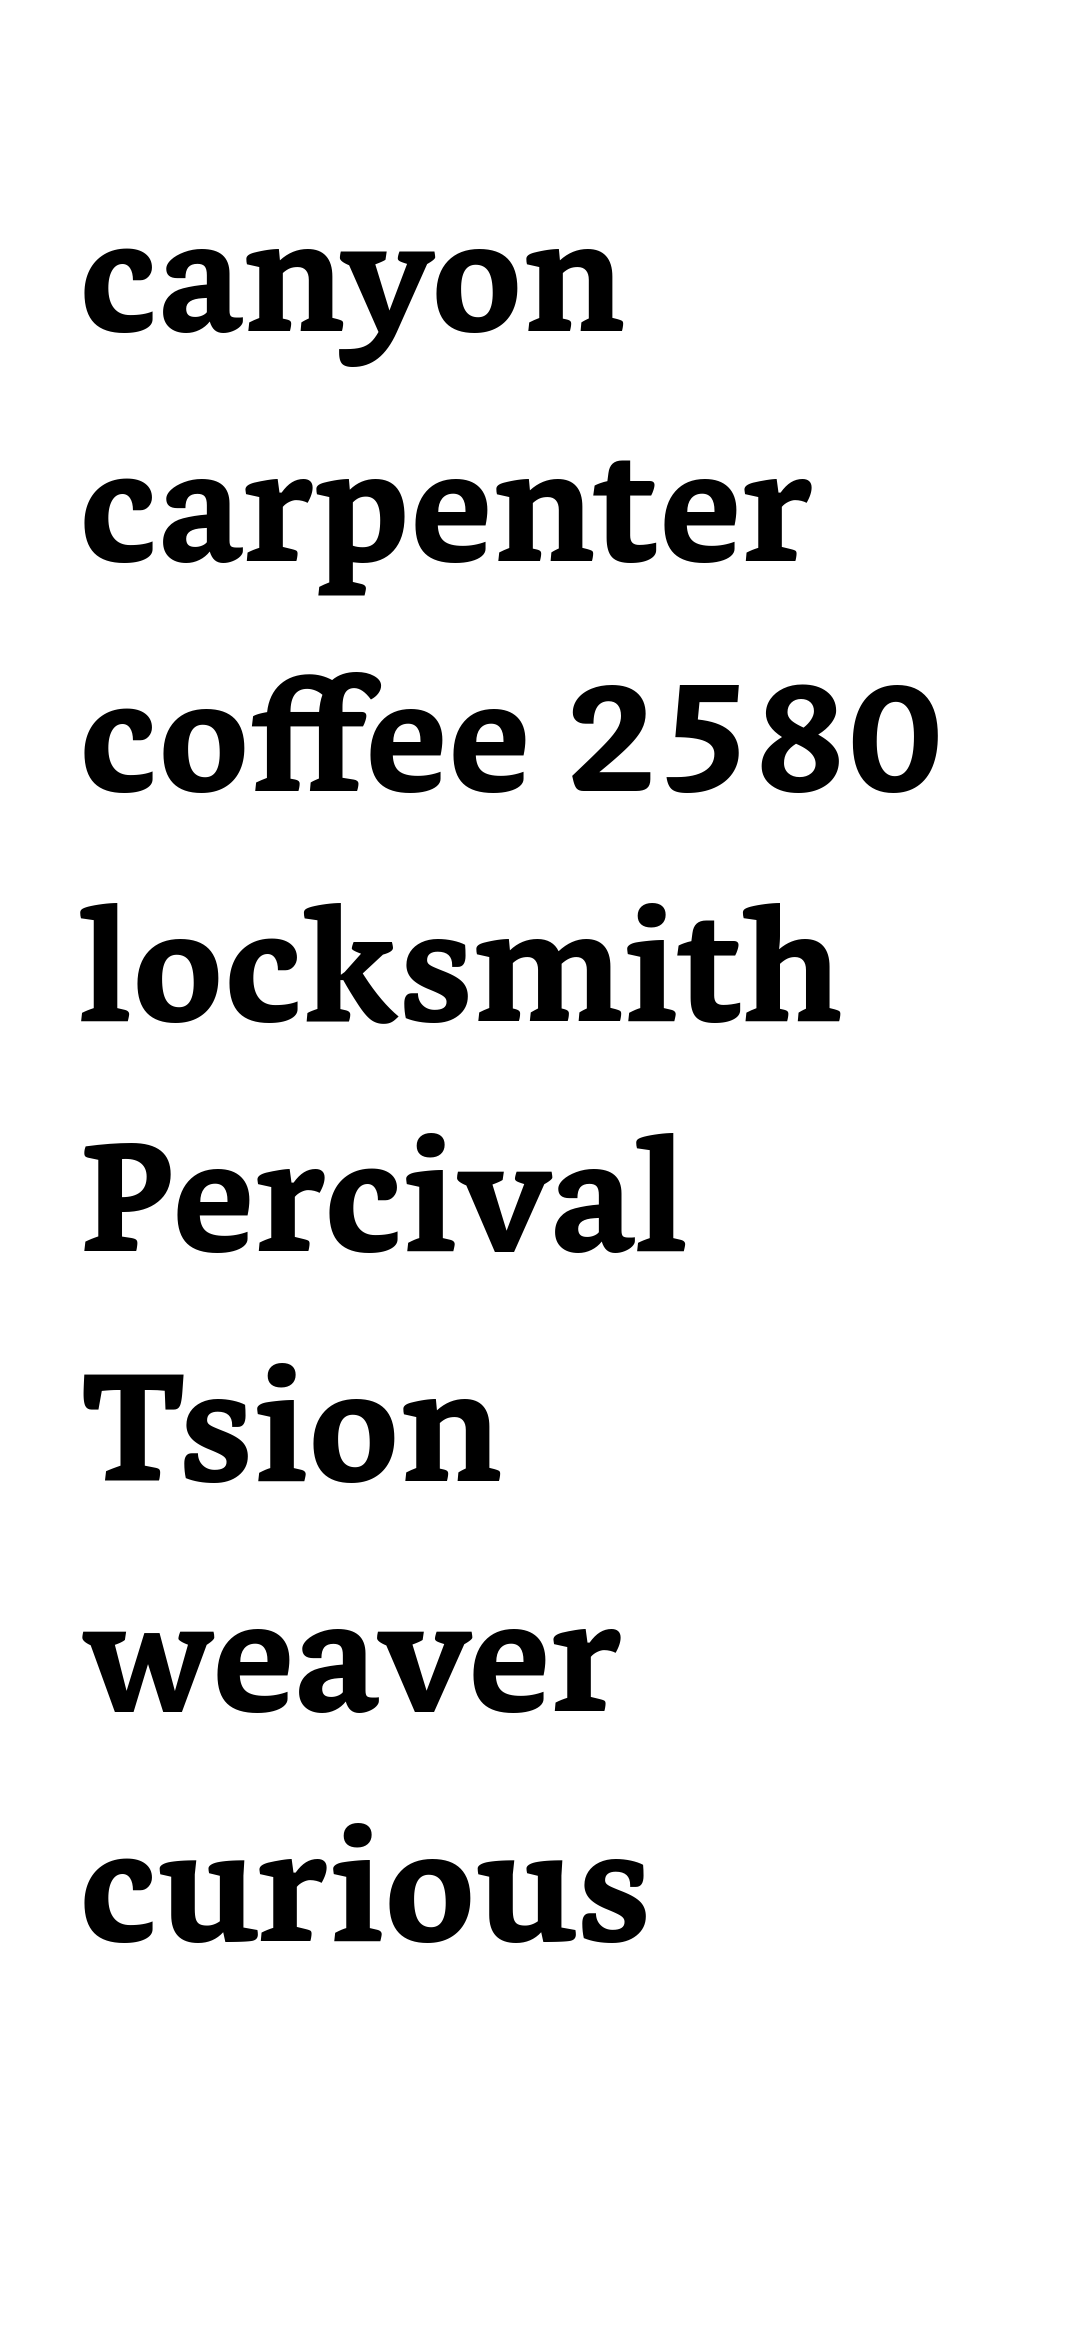 canyon
carpenter
coffee 2580
locksmith
Percival
Tsion
weaver
curious